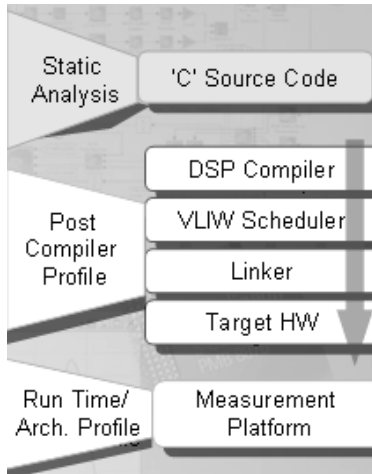 Static
Analysis
'C' Source Code
DSP Compiler
VLIW Scheduler
Linker
Target HW
Post
Compiler
Profile
Run Time/
Arch. Profile
Measurement
Platform